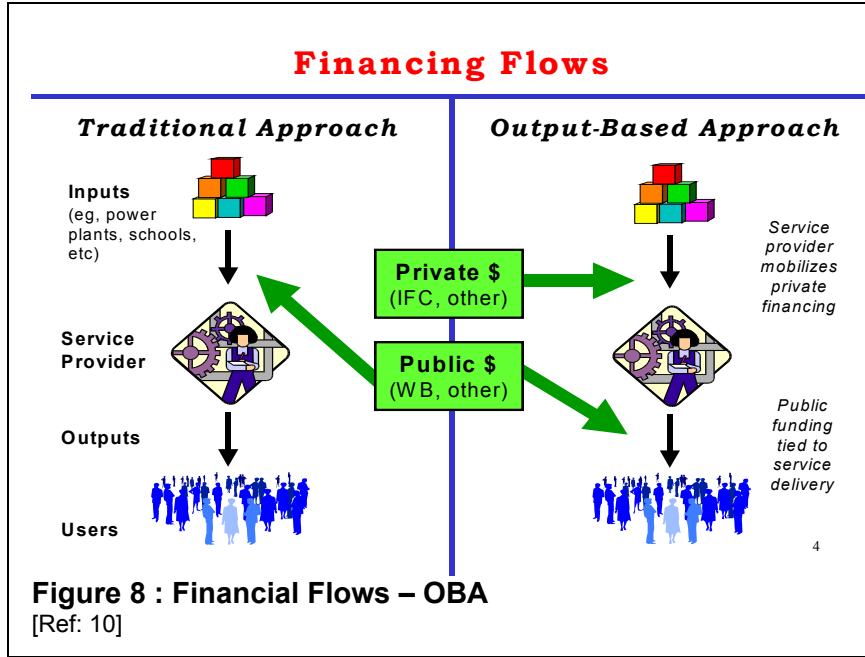 Financing Flows
Traditional Approach
Inputs
(eg, power
plants, schools,
etc)
Service
Provider
Outputs
Users
Private $
(IFC, other)
Public $
(WB, other)
Output-Based Approach
Service
provider
mobilizes
private
financing
Public
funding
tied to
service
delivery
4
Figure 8 : Financial Flows – OBA
[Ref: 10]